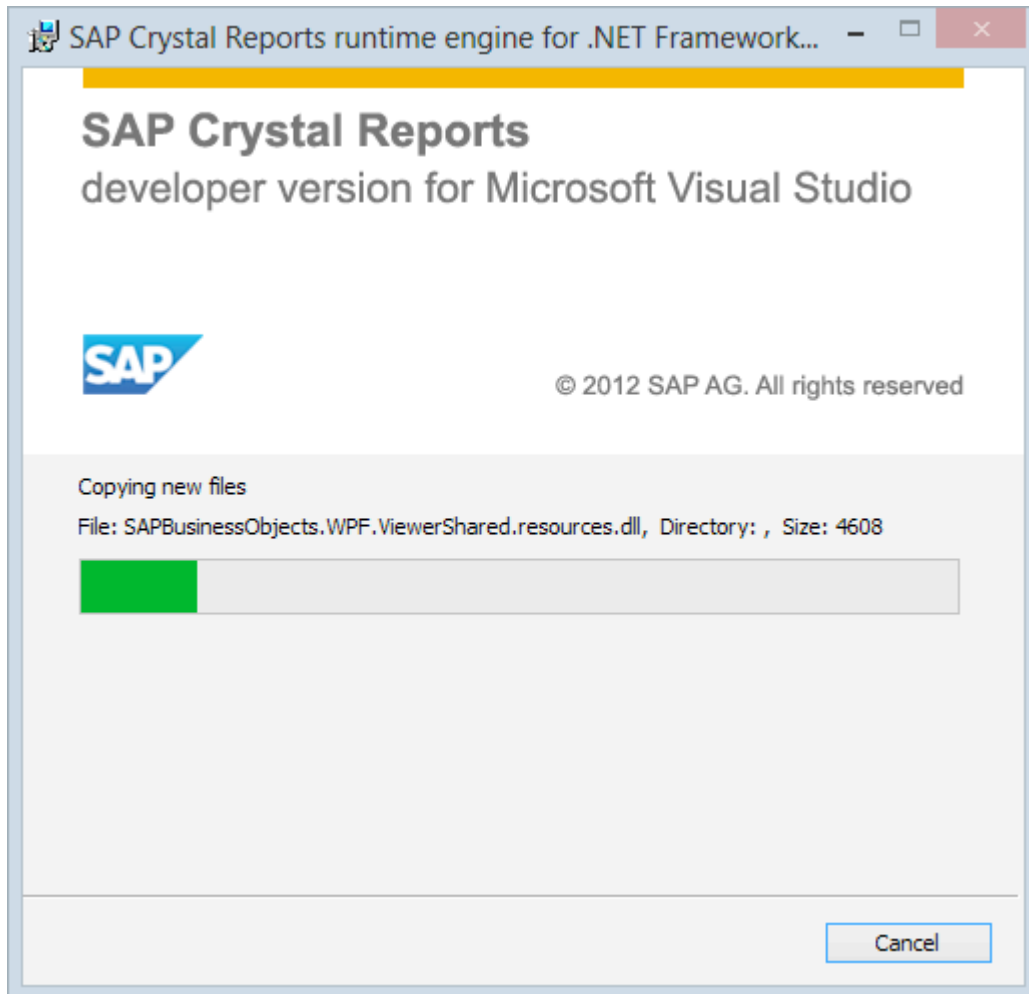 SAP Crystal Reports runtime engine for .NET Framework...
SAP Crystal Reports
developer version for Microsoft Visual Studio
SAP
© 2012 SAP AG. All rights reserved
Copying new files
File: SAPBusinessObjects.WPF.ViewerShared.resources.dll, Directory: , Size: 4608
Cancel